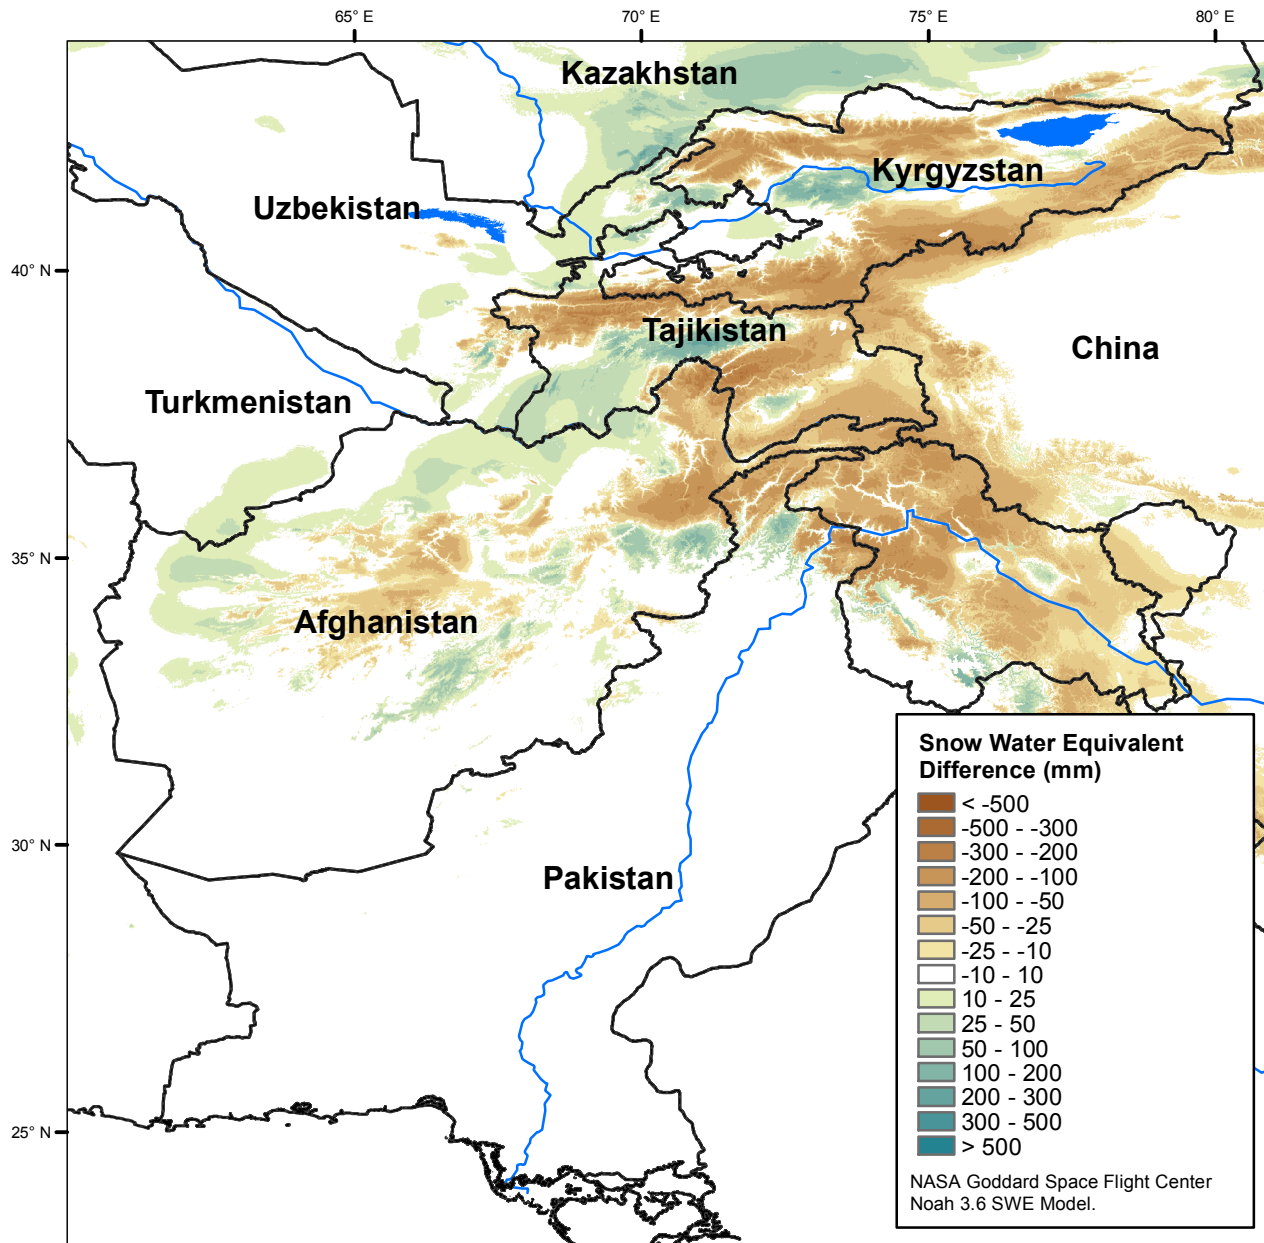 65° E
70° E
75° E
80° E
Kazakhstan
Kyrgyzstan
Uzbekistan
40° N
Tajikistan
China
Turkmenistan
35° N
Afghanistan
Snow Water Equivalent
Difference (mm)
< -500
-500 - -300
-300 - -200
-200 - -100
-100 - -50
-50 - -25
-25 - -10
-10 - 10
10 - 25
25 - 50
50 - 100
100 - 200
200 - 300
300 - 500
> 500
NASA Goddard Space Flight Center
Noah 3.6 SWE Model.
30° N
Pakistan
25° N